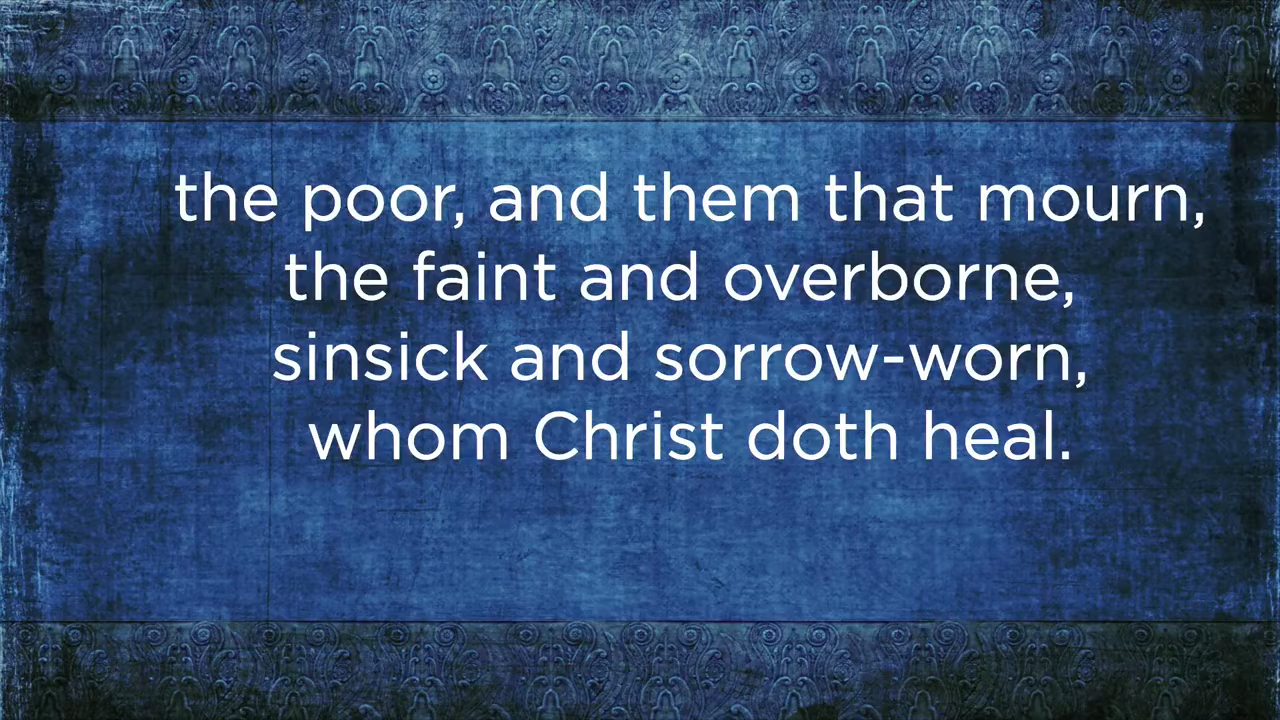 the poor, and them that mourn,
the faint and overborne,
sinsick and sorrow-worn,
whom Christ doth heal.